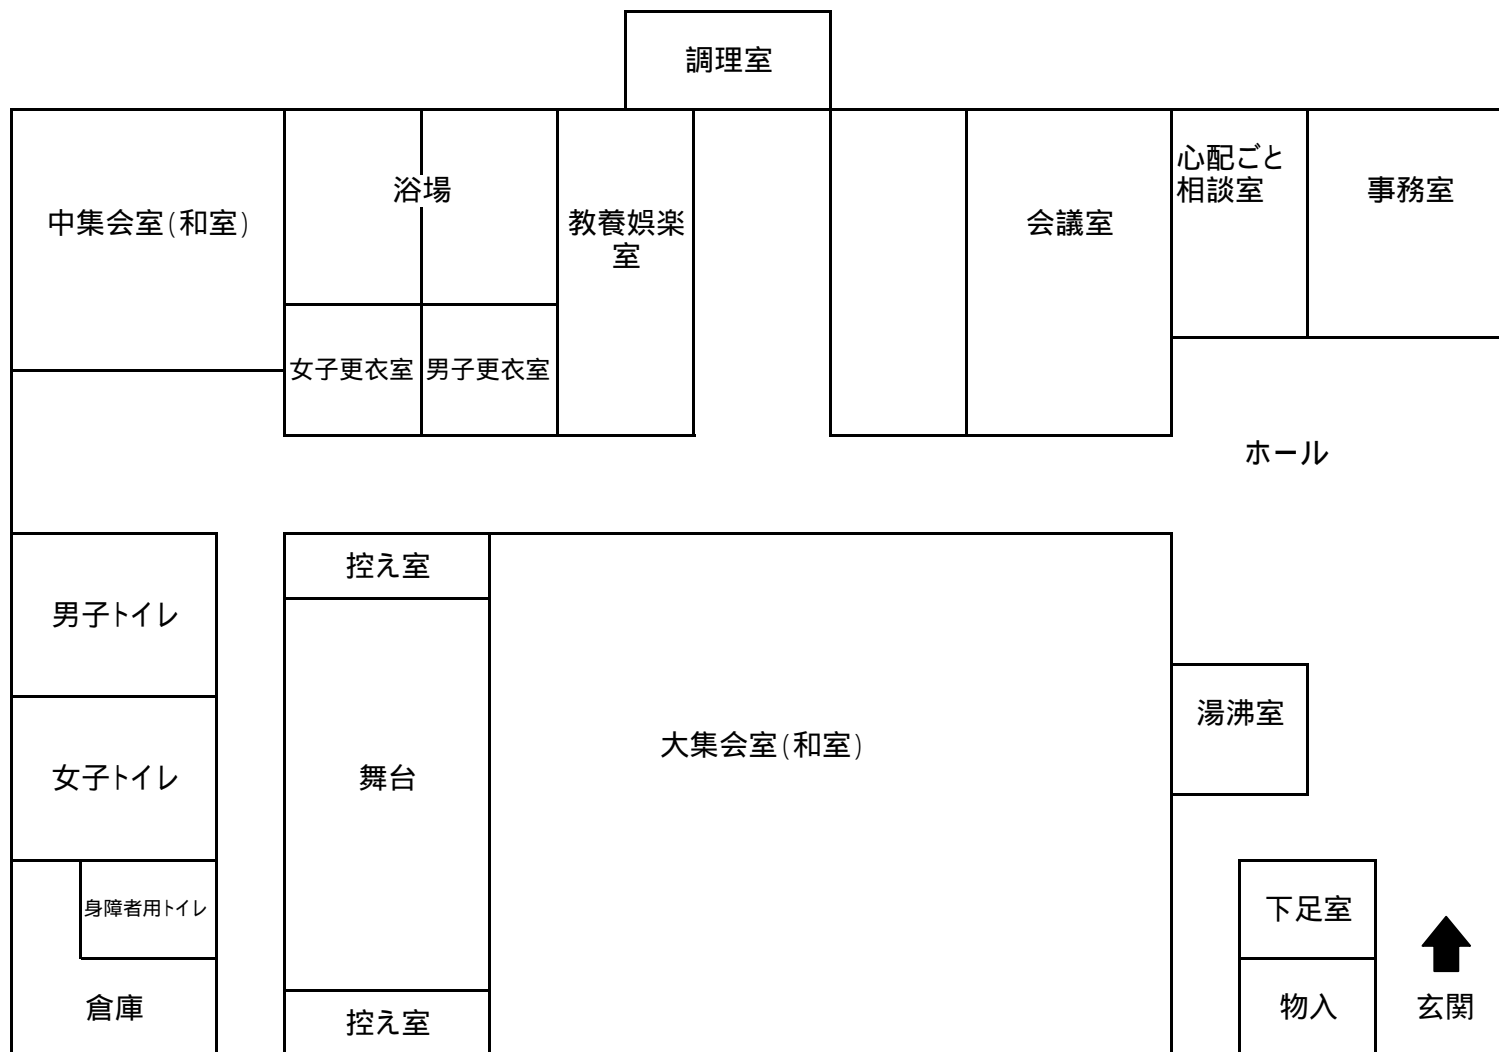 調理室
中集会室(和室)
浴場
教養娯楽
室
会議室
心配ごと
相談室
事務室
女子更衣室
男子更衣室
ホール
控え室
男子トイレ
女子トイレ
舞台
大集会室(和室)
湯沸室
身障者用トイレ
下足室
倉庫
控え室
物入
玄関